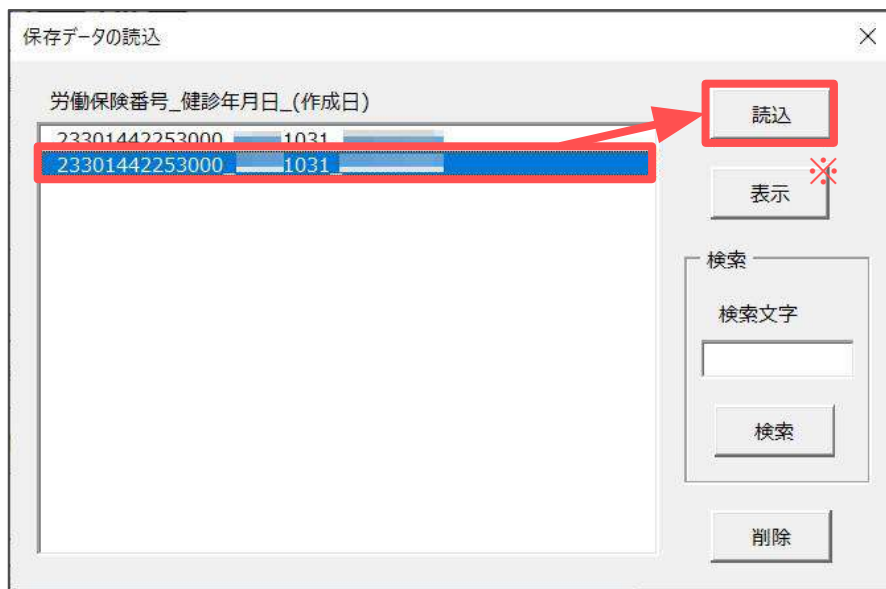 保存データの読込
労働保険番号_健診年月日_(作成日)
23301442253000_ 1031_
23301442253000_ 1031_
読込
※
表示
検索
検索文字
検索
削除